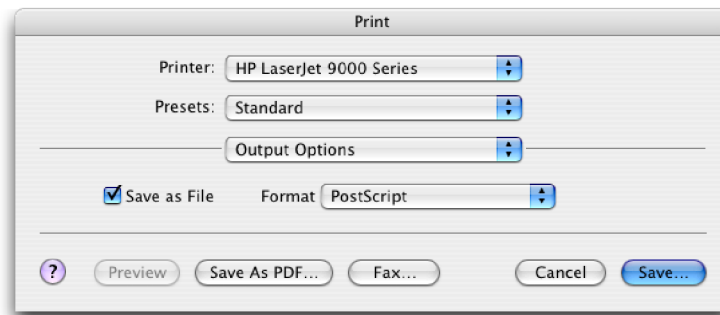 Print
Printer: HP LaserJet 9000 Series
Presets: Standard
Output Options
Save as File Format PostScript
? Preview Save As PDF... Fax... Cancel Save...